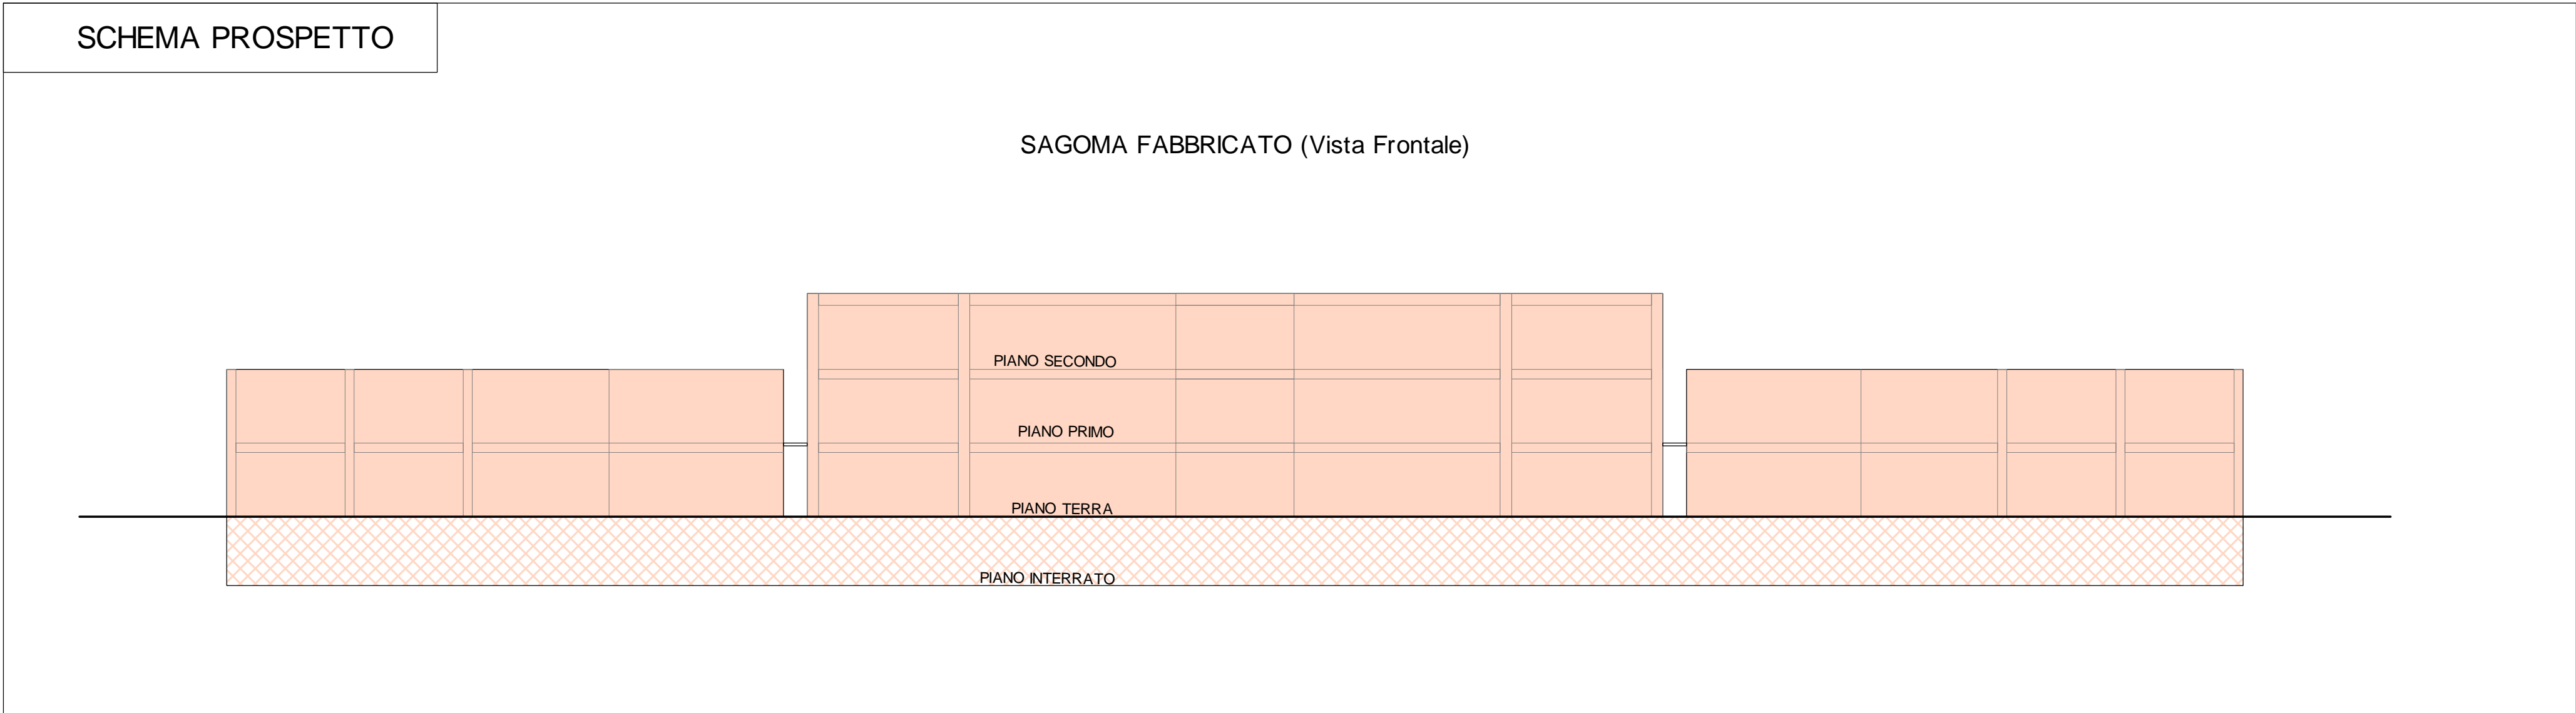 SCHEMA PROSPETTO
SAGOMA FABBRICATO (Vista Frontale)
PIANO SECONDO
PIANO PRIMO
PIANO TERRA
PIANO INTERRATO